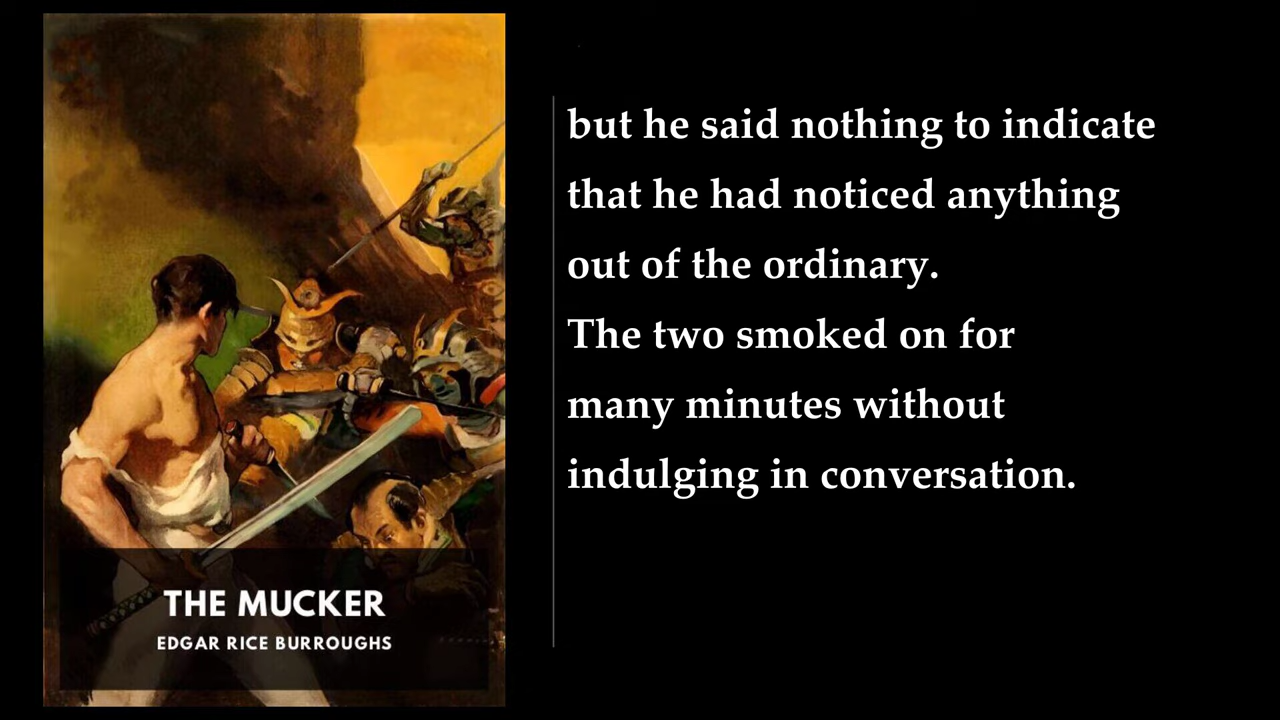 but he said nothing to indicate
that he had noticed anything
out of the ordinary.
The two smoked on for
many minutes without
indulging in conversation.
THE MUCKER
EDGAR RICE BURROUGHS